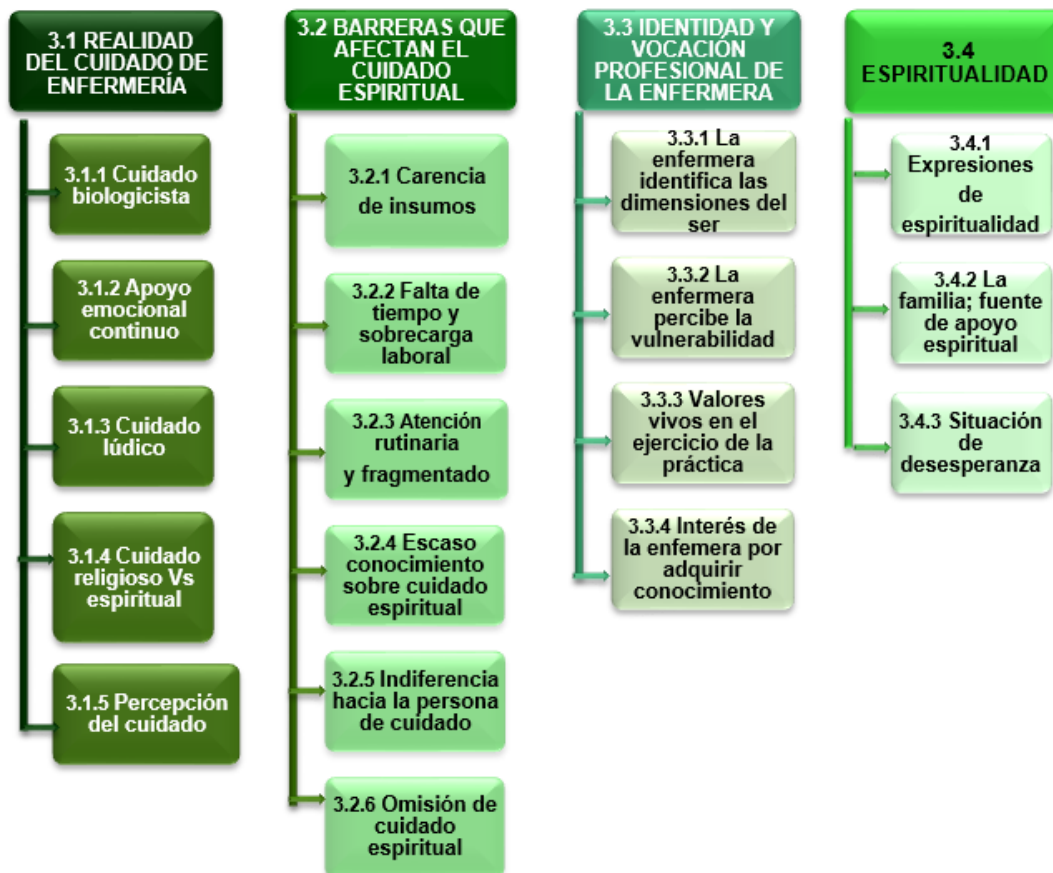 3.1 REALIDAD
DEL CUIDADO DE
ENFERMERÍA
3.1.1 Cuidado
biologicista
3.1.2 Apoyo
emocional
continuo
3.1.3 Cuidado
lúdico
3.1.4 Cuidado
religioso Vs
espiritual
3.1.5 Percepción
del cuidado
3.2 BARRERAS QUE
AFECTAN EL
CUIDADO
ESPIRITUAL
3.2.1 Carencia
de insumos
3.2.2 Falta de
tiempo y
sobrecarga
laboral
3.2.3 Atención
rutinaria
y fragmentado
3.2.4 Escaso
conocimiento
sobre cuidado
espiritual
3.2.5 Indiferencia
hacia la persona
de cuidado
3.2.6 Omisión de
cuidado
espiritual
3.3 IDENTIDAD Y
VOCACIÓN
PROFESIONAL DE
LA ENFERMERA
3.3.1 La
enfermera
identifica las
dimensiones del
ser
3.3.2 La
enfermera
percibe la
vulnerabilidad
3.3.3 Valores
vivos en el
ejercicio de la
práctica
3.3.4 Interés de
la enfemera por
adquirir
conocimiento
3.4
ESPIRITUALIDAD
3.4.1
Expresiones
de
espiritualidad
3.4.2 La
familia; fuente
de apoyo
espiritual
3.4.3 Situación
de
desesperanza